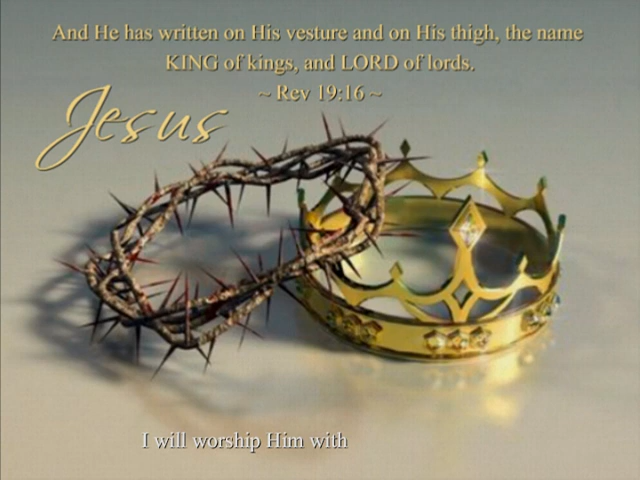 And He has written on His vesture and on His thigh, the name
KING of kings, and LORD of lords.
~ Rev 19:16 ~
Jesus
I will worship Him with